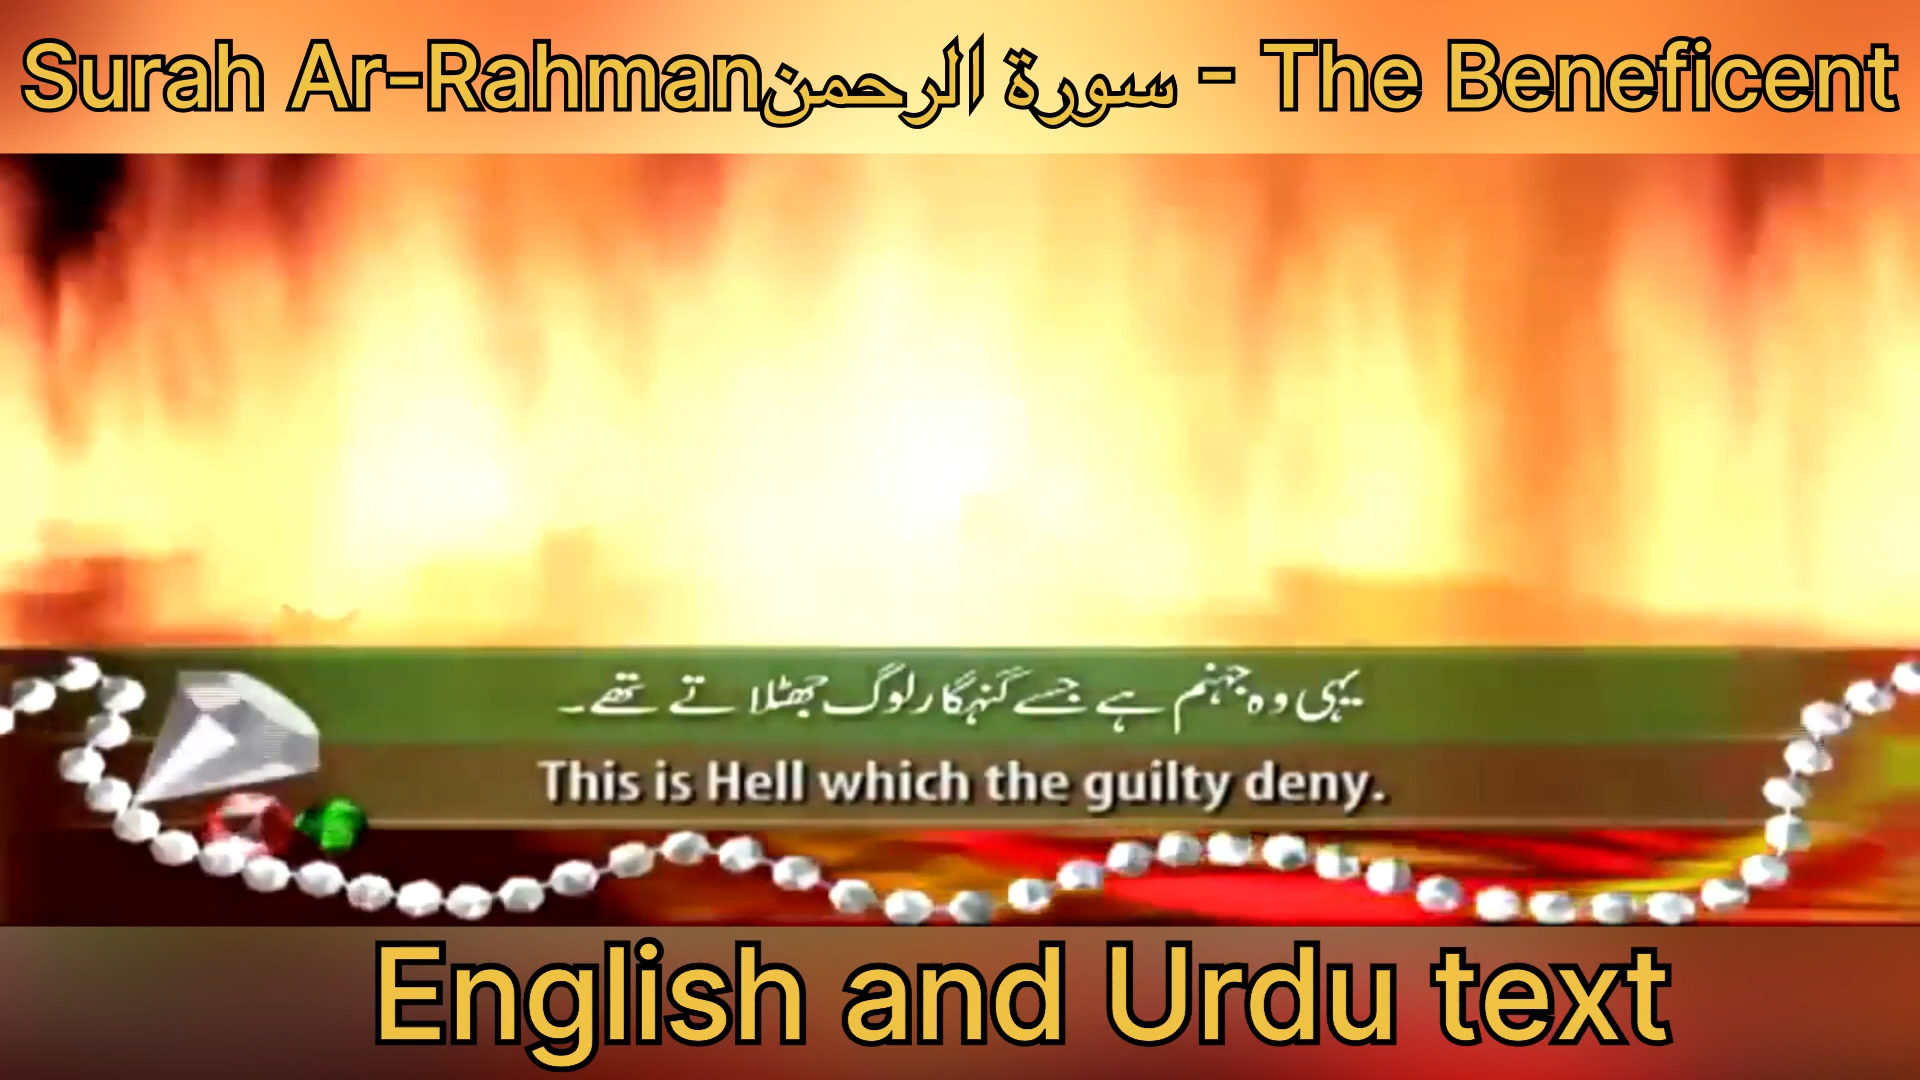 Surah Ar-Rahmanسورة الرحمن - The Beneficent
یہی وہ جہنم ہے جسے گنہگار لوگ جھٹلاتے تھے۔
This is Hell which the guilty deny.
English and Urdu text